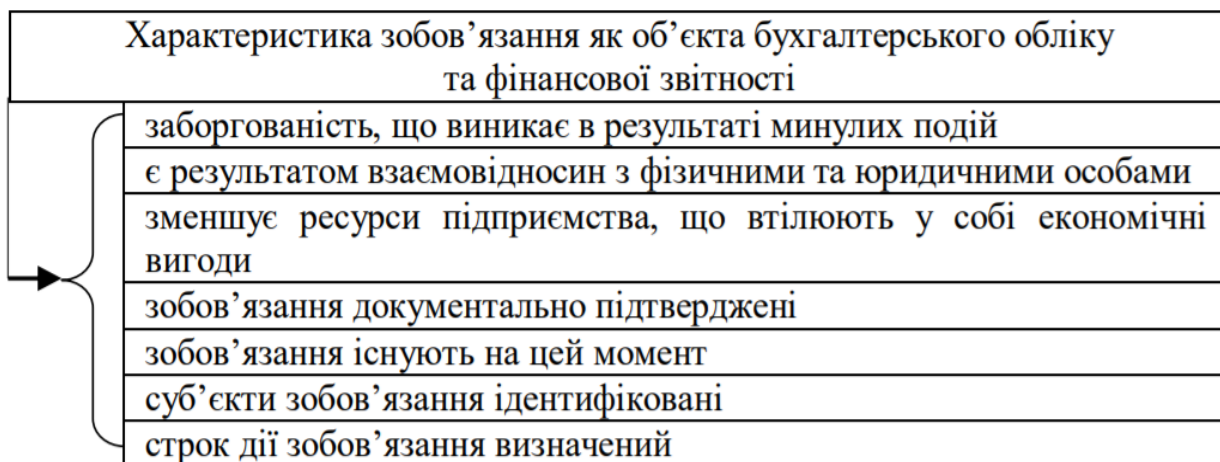 Характеристика зобов’язання як об’єкта бухгалтерського обліку
та фінансової звітності
заборгованість, що виникає в результаті минулих подій
є результатом взаємовідносин з фізичними та юридичними особами
зменшує ресурси підприємства, що втілюють у собі економічні
вигоди
зобов’язання документально підтверджені
зобов’язання існують на цей момент
суб’єкти зобов’язання ідентифіковані
строк дії зобов’язання визначений